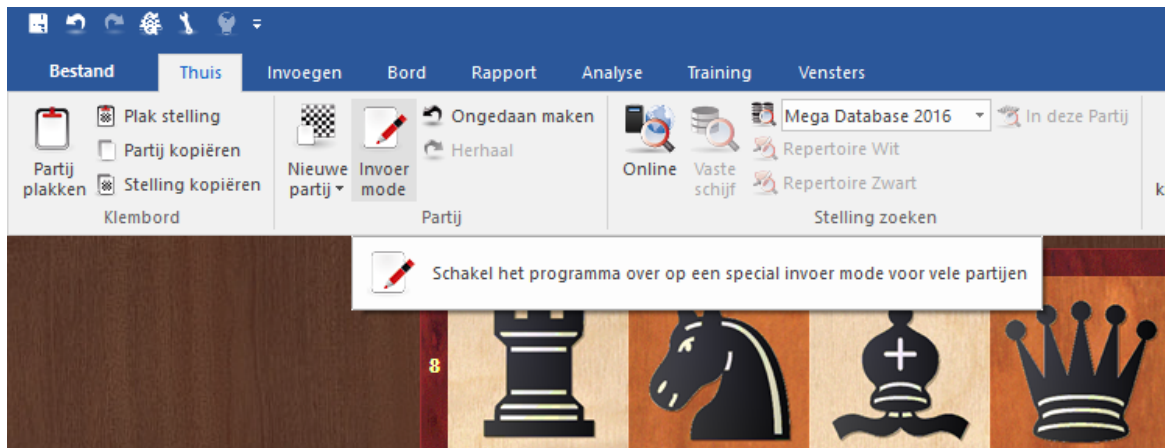 Bestand Thuis Invoegen Bord Rapport Analyse Training Vensters
Partij plakken
Plak stelling
Partij kopiëren
Stelling kopiëren
Klembord
Nieuwe partij
Invoer mode
Ongedaan maken
Herhaal
Partij
Online
Vaste schijf
Mega Database 2016
Repertoire Wit
Repertoire Zwart
In deze Partij
Stelling zoeken
k
Schakel het programma over op een special invoer mode voor vele partijen
8